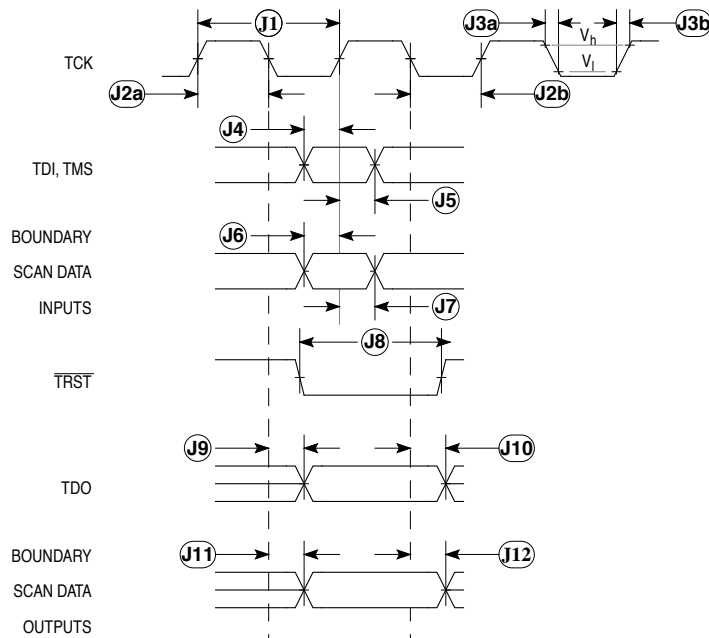 J3a
J3b
J1
TCK
Vh
Vl
J2a
J2b
J4
TDI, TMS
J5
BOUNDARY
J6
SCAN DATA
INPUTS
J7
J8
TRST
J9
J10
TDO
BOUNDARY
J11
J12
SCAN DATA
OUTPUTS